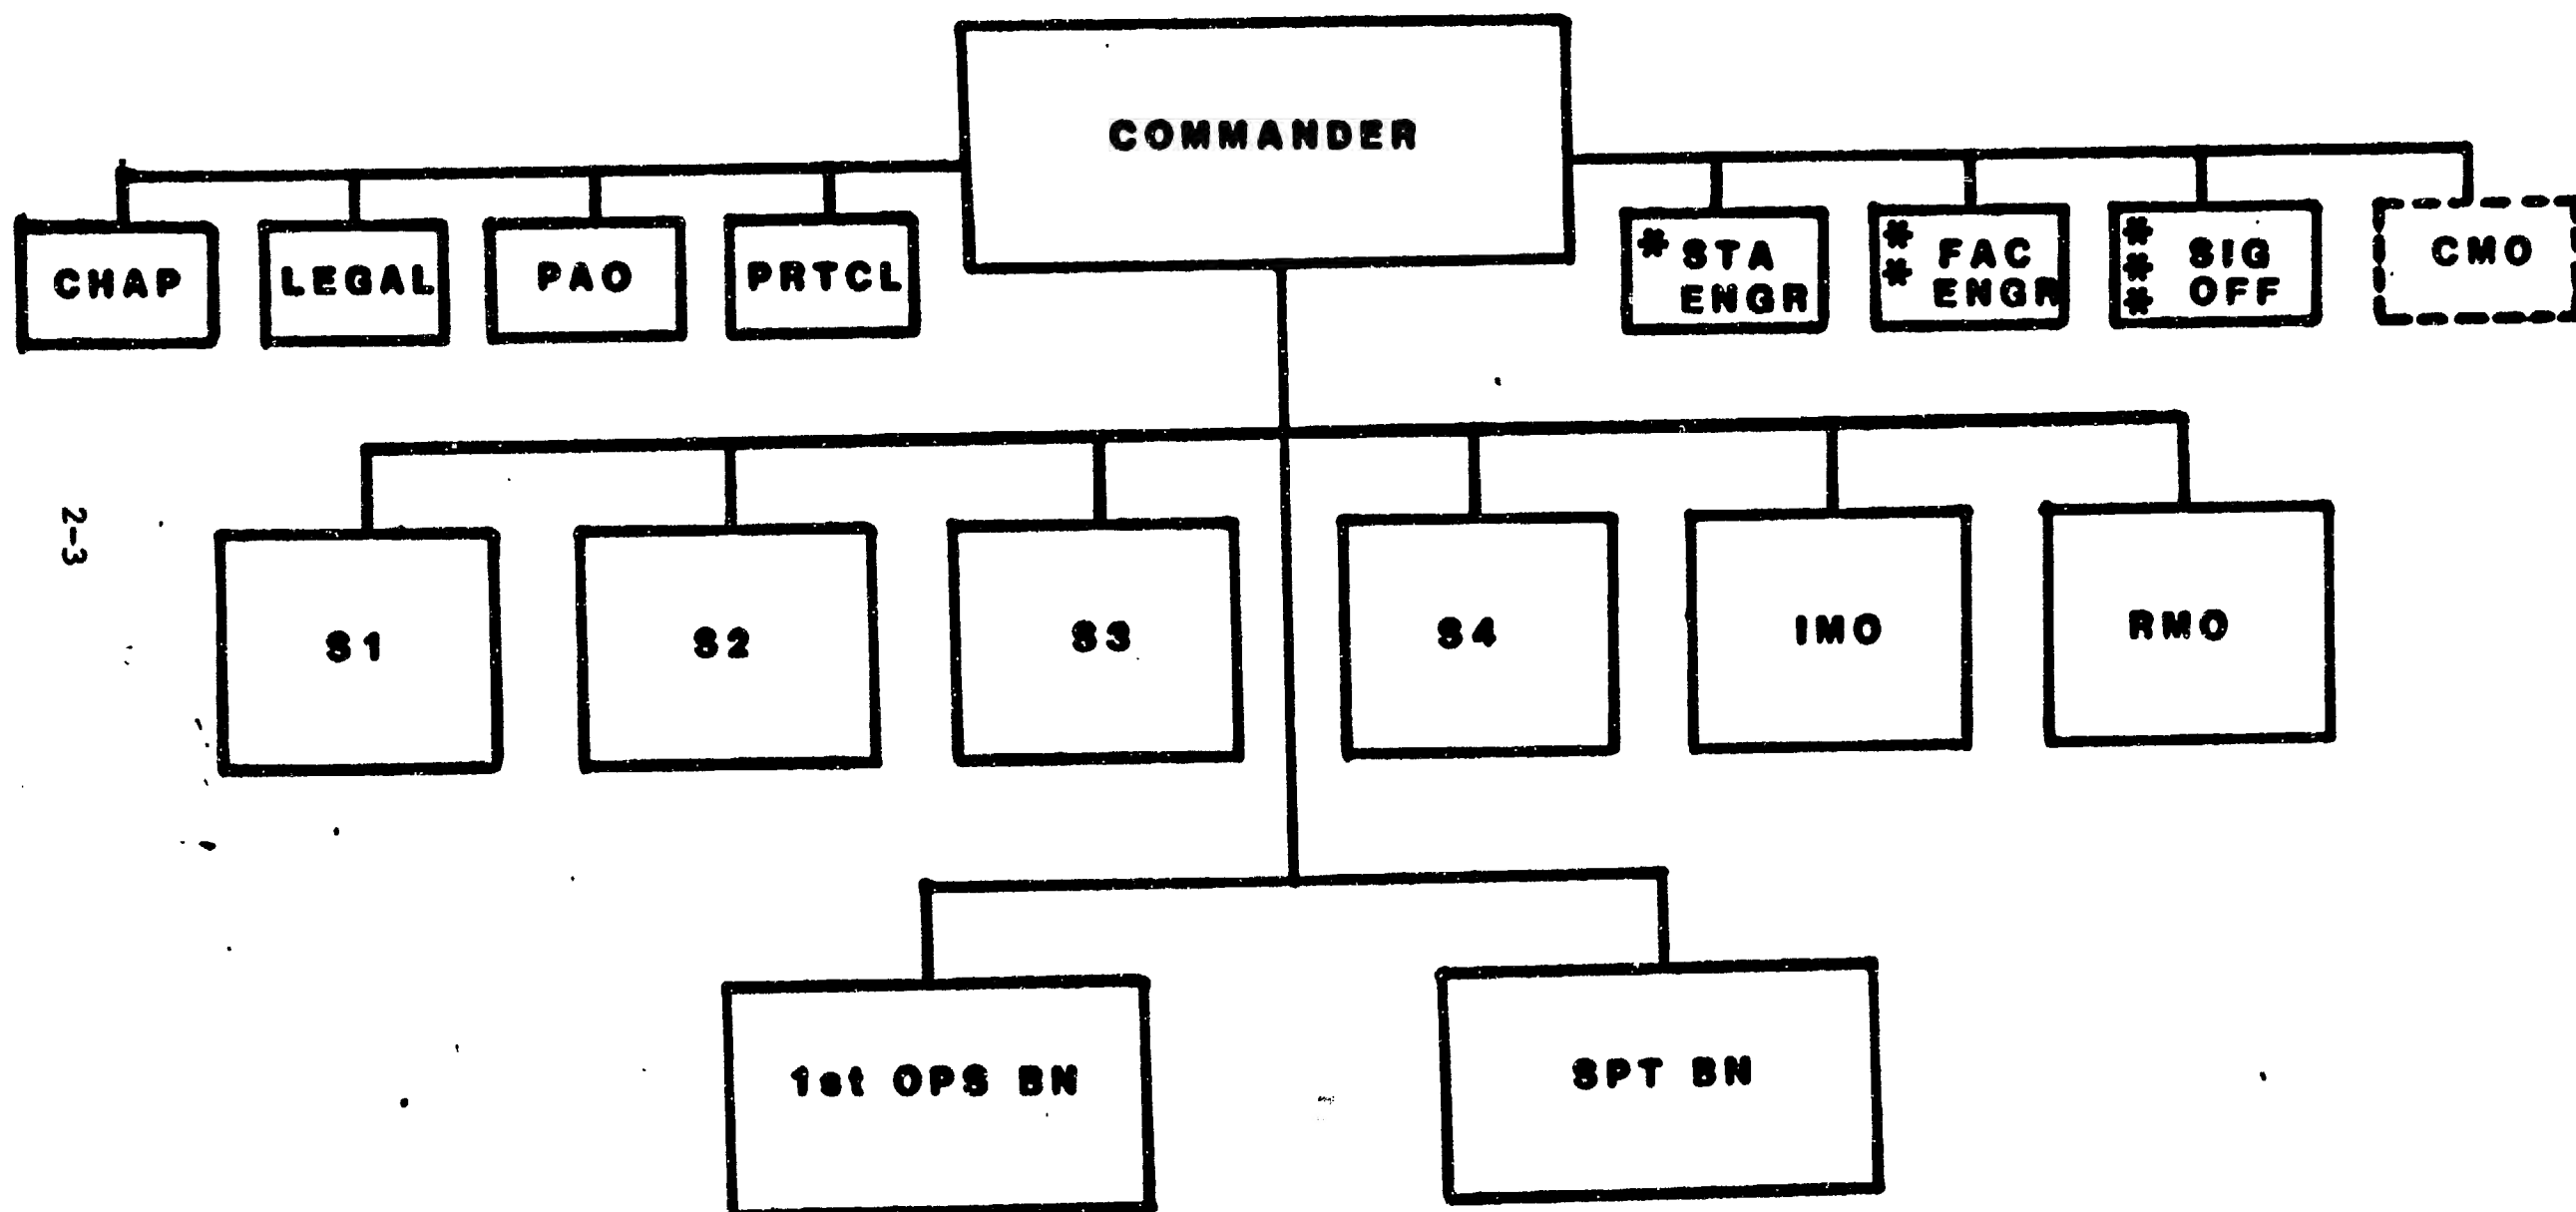 COMMANDER
CHAP
LEGAL
PAO
PRTCL
* STA
ENGR
* FAC
* ENGR
*
* SIG
* OFF
CMO
2-3
S1
S2
S3
S4
IMO
RMO
1st OPS BN
SPT BN